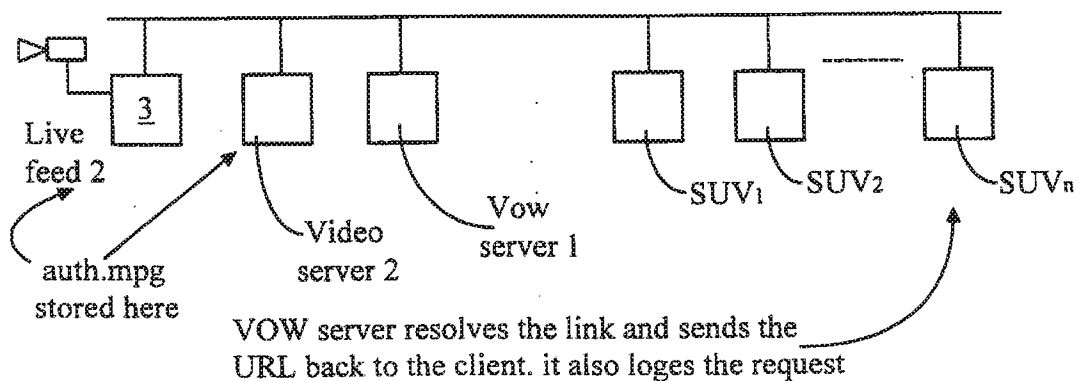 3
Live
feed 2
auth.mpg
stored here
Video
server 2
Vow
server 1
SUV1
SUV2
SUVn
VOW server resolves the link and sends the
URL back to the client. it also loges the request